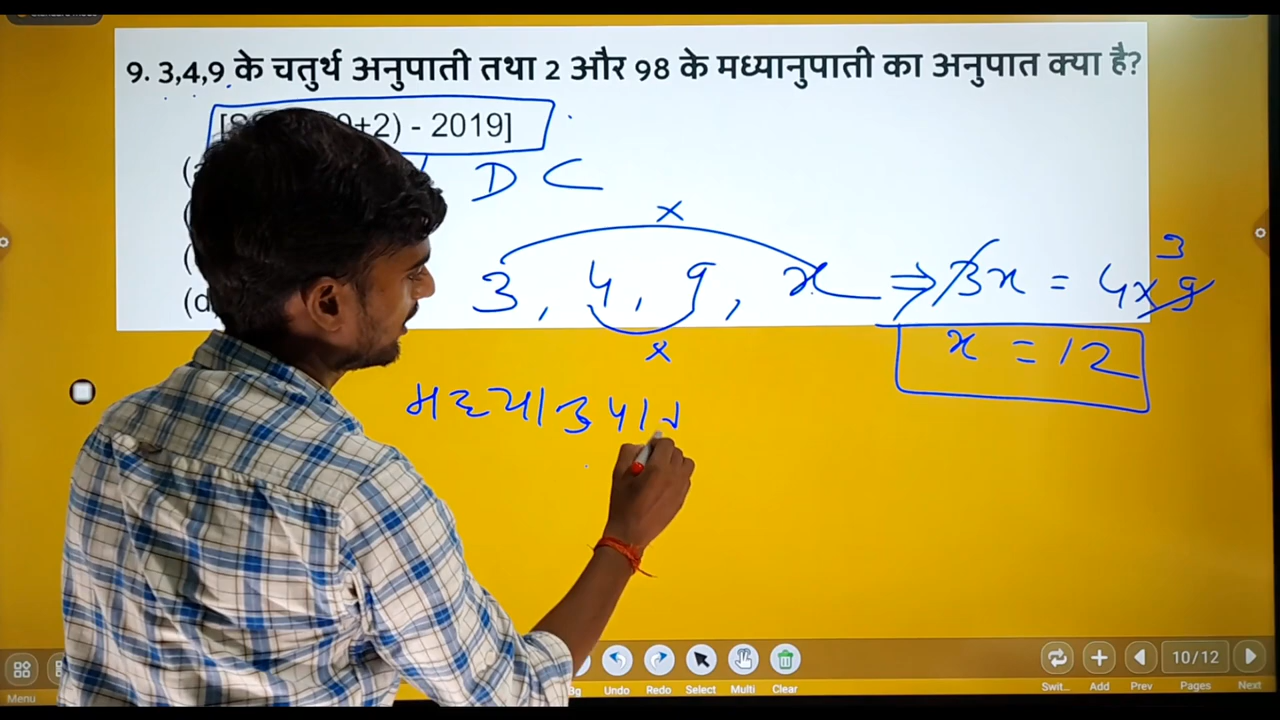 9. 3,4,9 के चतुर्थ अनुपाती तथा 2 और 98 के मध्यानुपाती का अनुपात क्या है?
+2) - 2019]
D C
x
3, 4, 9, x ⇒ 3x = 4x9
3
x
x = 12
Undo Redo Select Multi Clear
Menu
10/12
Swit... Add Prev Pages Next